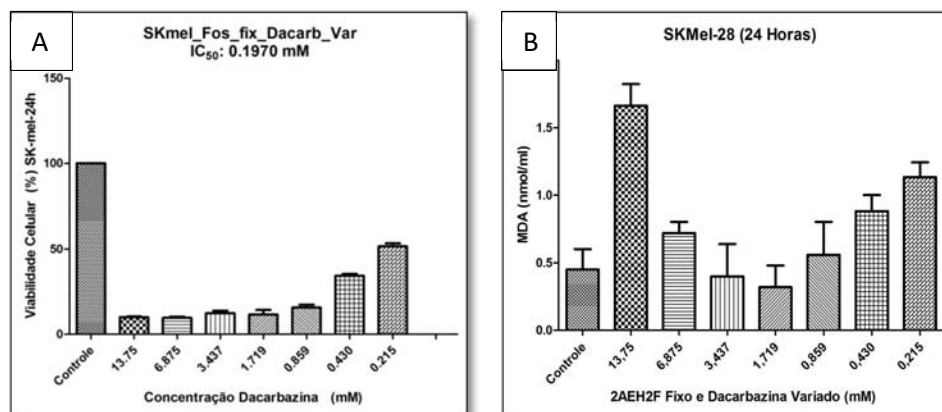 A
SKmel_Fos_fix_Dacarb_Var
IC50: 0.1970 mM
Viabilidade Celular (%) SK-mel-24h
150
100
50
0
Controle
13,75
6,875
3,437
1,719
0,859
0,430
0,215
Concentração Dacarbazina (mM)
B
SKMel-28 (24 Horas)
MDA (nmol/ml)
1.5
1.0
0.5
0.0
Controle
13,75
6,875
3,437
1,719
0,859
0,430
0,215
2AEH2F Fixo e Dacarbazina Variado (mM)